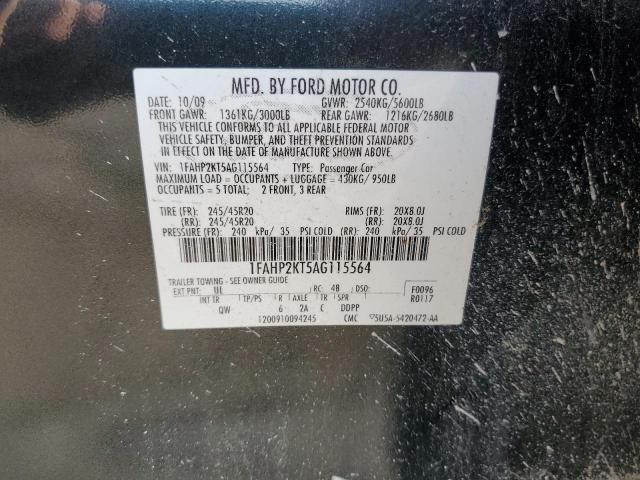 MFD. BY FORD MOTOR CO.
DATE: 10/09 GVWR: 2540KG/5600LB
FRONT GAWR: 1361KG/3000LB REAR GAWR: 1216KG/2680LB
THIS VEHICLE CONFORMS TO ALL APPLICABLE FEDERAL MOTOR
VEHICLE SAFETY, BUMPER, AND THEFT PREVENTION STANDARDS
IN EFFECT ON THE DATE OF MANUFACTURE SHOWN ABOVE.
VIN: 1FAHP2KT5AG115564 TYPE: Passenger Car
MAXIMUM LOAD = OCCUPANTS + LUGGAGE = 430KG/ 950LB
OCCUPANTS = 5 TOTAL: 2 FRONT, 3 REAR
TIRE (FR): 245/45R20 RIMS (FR): 20X8.0J
(RR): 245/45R20 (RR): 20X8.0J
PRESSURE (FR): 240 kPa/ 35 PSI COLD (RR): 240 kPa/ 35 PSI COLD
1FAHP2KT5AG115564
TRAILER TOWING - SEE OWNER GUIDE
EXT PNT: UL RC: 48 DSO: F0096
INT TR TP/PS R AXLE TR SPR R0117
QW 6 2A C DDPP
1200910094245 CMC ▽5U5A-5420472-AA